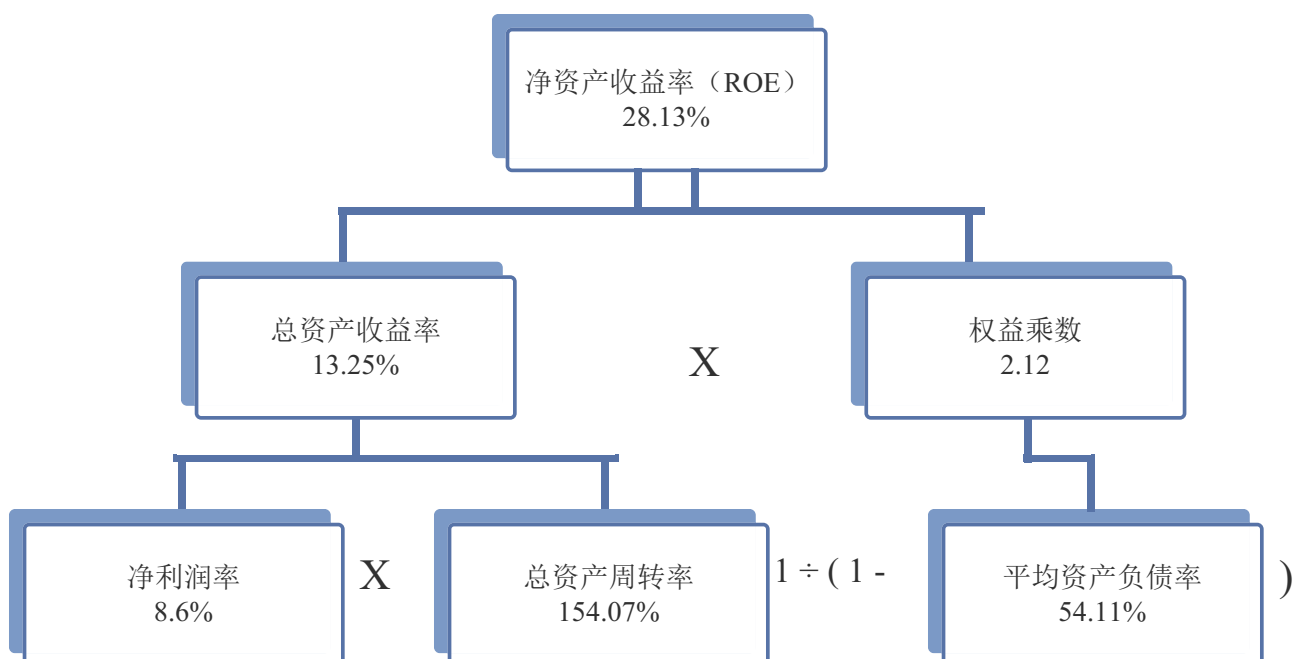 净资产收益率（ROE）
28.13%
总资产收益率
13.25%
X
权益乘数
2.12
净利润率
8.6%
X
总资产周转率
154.07%
1 ÷ ( 1 -
平均资产负债率
54.11%
)